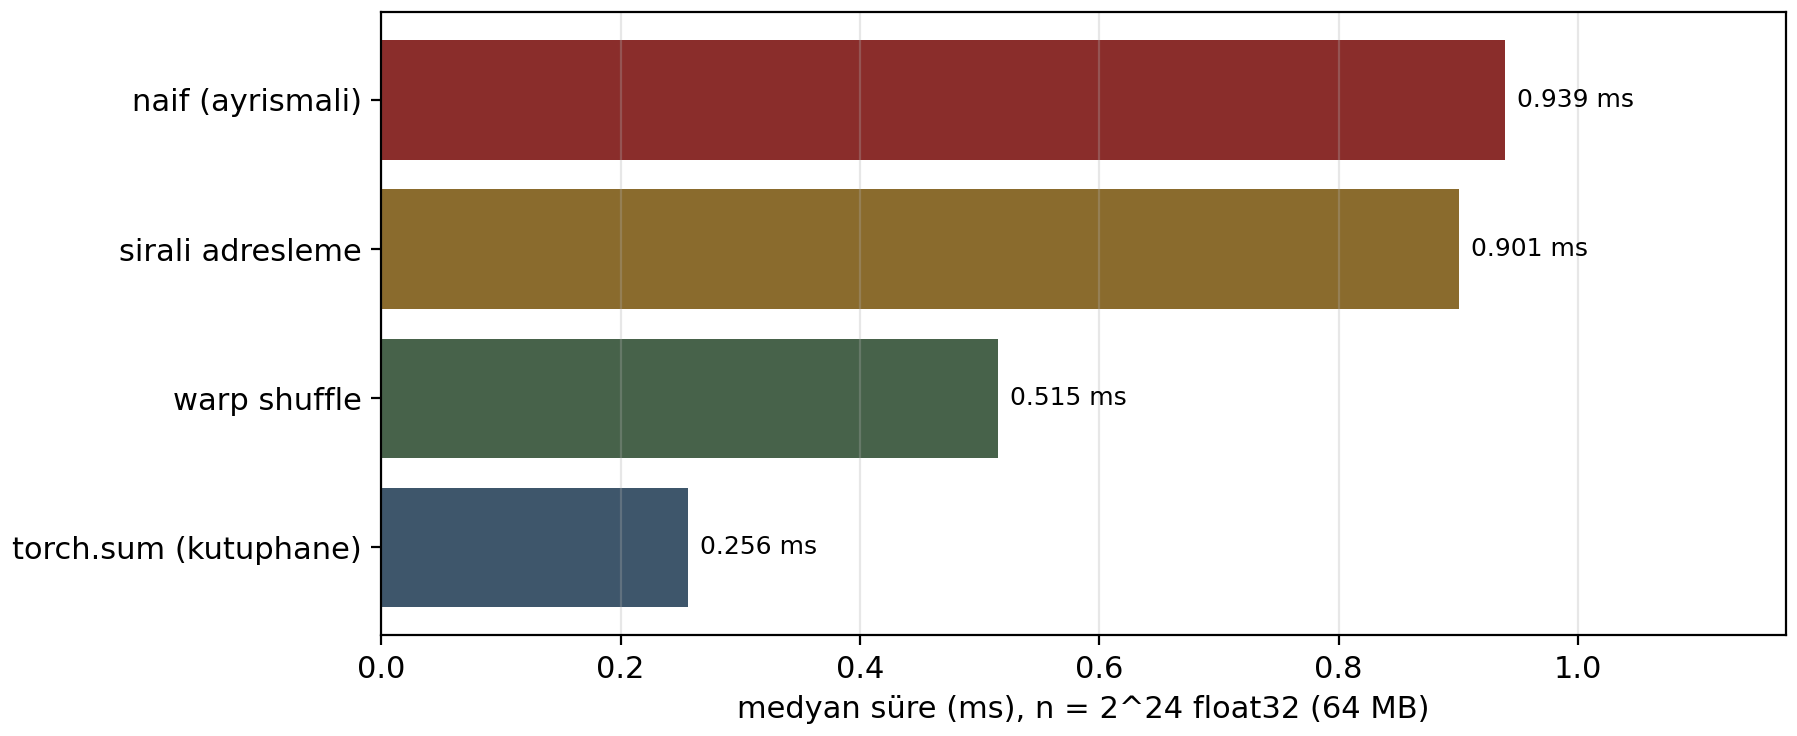 naif (ayrismali)
0.939 ms
sirali adresleme
0.901 ms
warp shuffle
0.515 ms
torch.sum (kutuphane)
0.256 ms
0.0 0.2 0.4 0.6 0.8 1.0
medyan süre (ms), n = 2^24 float32 (64 MB)